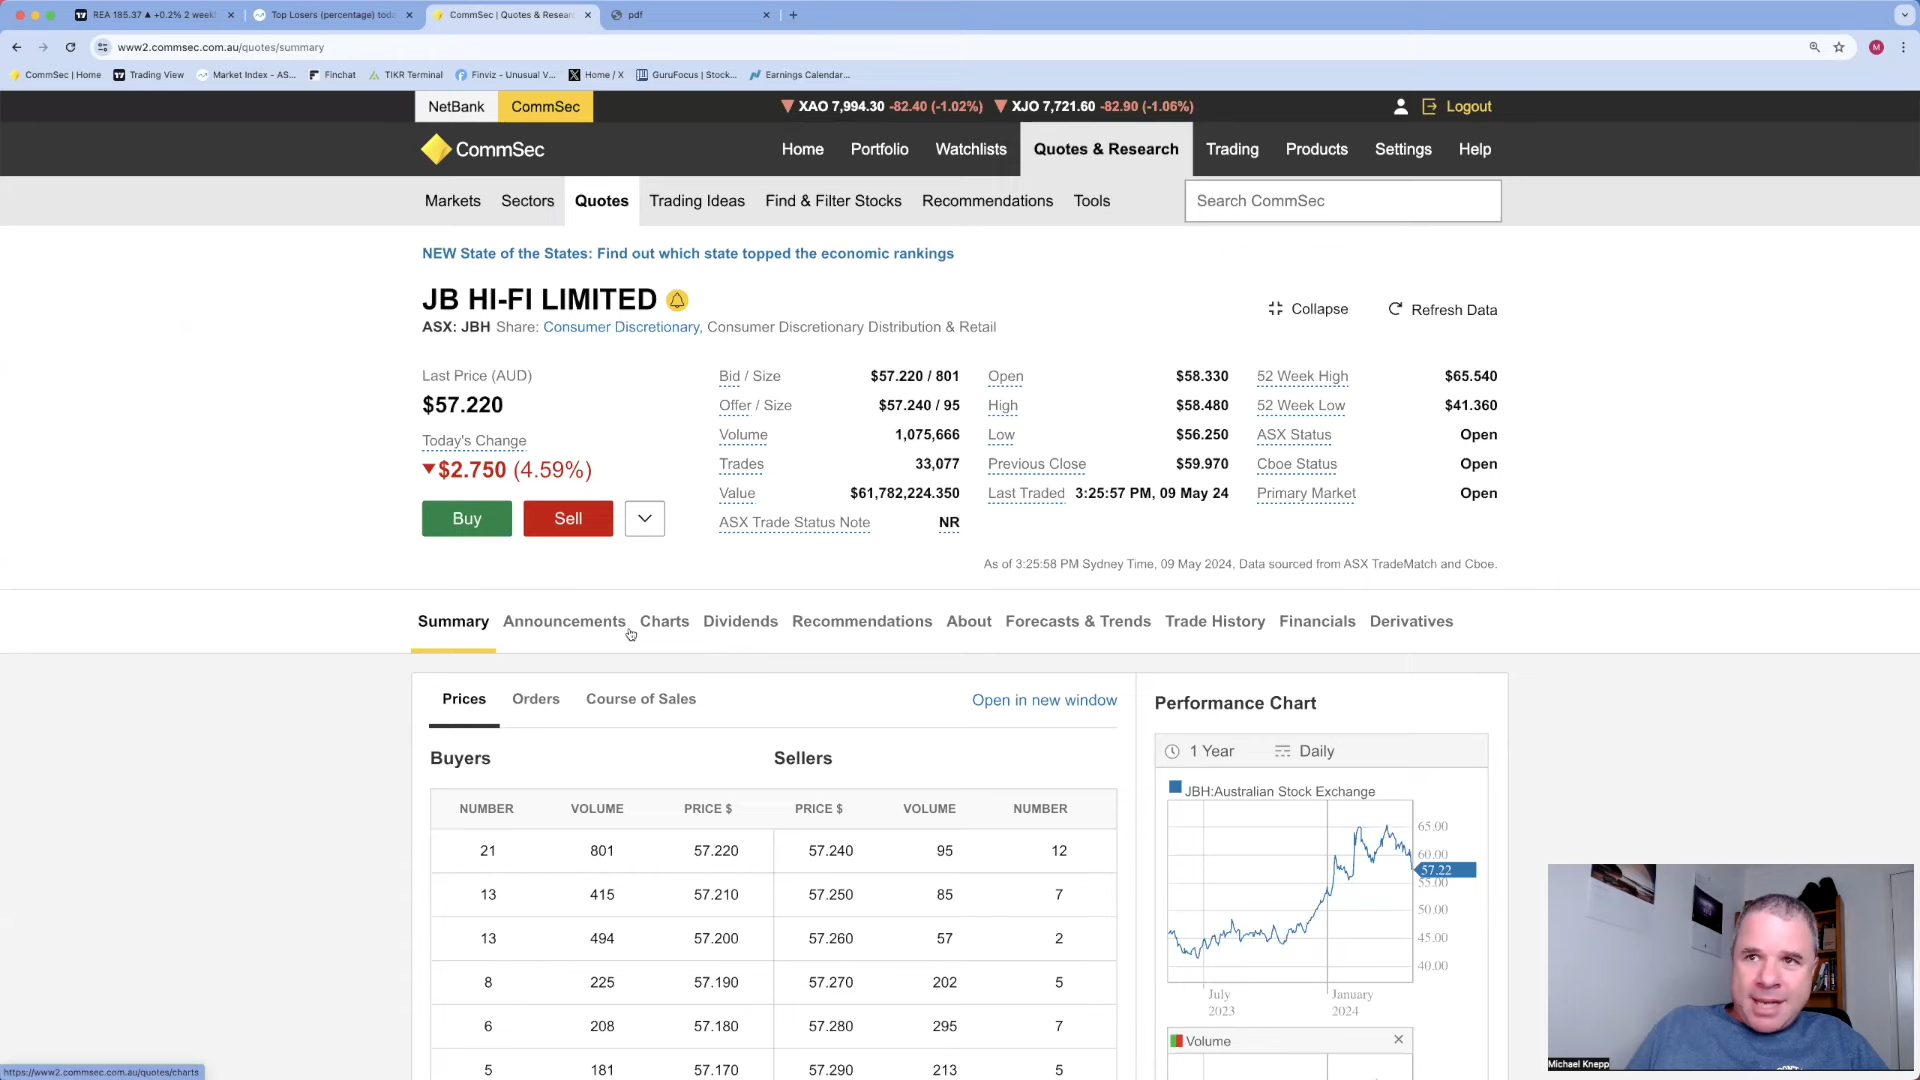 REA 185.37 ▲ +0.2% 2 week
Top Losers (percentage) toda
CommSec | Quotes & Resear
pdf
www2.commsec.com.au/quotes/summary
CommSec | Home
Trading View
Market Index - AS...
Finchat
TIKR Terminal
Finviz - Unusual V...
Home / X
GuruFocus | Stock...
Earnings Calendar...
M
NetBank
CommSec
▼ XAO 7,994.30 -82.40 (-1.02%) ▼ XJO 7,721.60 -82.90 (-1.06%)
Logout
CommSec
Home Portfolio Watchlists Quotes & Research Trading Products Settings Help
Markets Sectors Quotes Trading Ideas Find & Filter Stocks Recommendations Tools
Search CommSec
NEW State of the States: Find out which state topped the economic rankings
JB HI-FI LIMITED
Collapse
Refresh Data
ASX: JBH Share: Consumer Discretionary, Consumer Discretionary Distribution & Retail
Last Price (AUD)
$57.220
Today's Change
▼$2.750 (4.59%)
Buy
Sell
Bid / Size $57.220 / 801
Offer / Size $57.240 / 95
Volume 1,075,666
Trades 33,077
Value $61,782,224.350
ASX Trade Status Note NR
Open $58.330
High $58.480
Low $56.250
Previous Close $59.970
Last Traded 3:25:57 PM, 09 May 24
52 Week High $65.540
52 Week Low $41.360
ASX Status Open
Cboe Status Open
Primary Market Open
As of 3:25:58 PM Sydney Time, 09 May 2024, Data sourced from ASX TradeMatch and Cboe.
Summary Announcements Charts Dividends Recommendations About Forecasts & Trends Trade History Financials Derivatives
Prices Orders Course of Sales
Open in new window
Buyers
Sellers
NUMBER VOLUME PRICE $ PRICE $ VOLUME NUMBER
21 801 57.220 57.240 95 12
13 415 57.210 57.250 85 7
13 494 57.200 57.260 57 2
8 225 57.190 57.270 202 5
6 208 57.180 57.280 295 7
5 181 57.170 57.290 213 5
Performance Chart
1 Year
Daily
JBH:Australian Stock Exchange
65.00
60.00
57.22
55.00
50.00
45.00
40.00
July
2023
January
2024
Volume
Michael Knepp
https://www2.commsec.com.au/quotes/charts